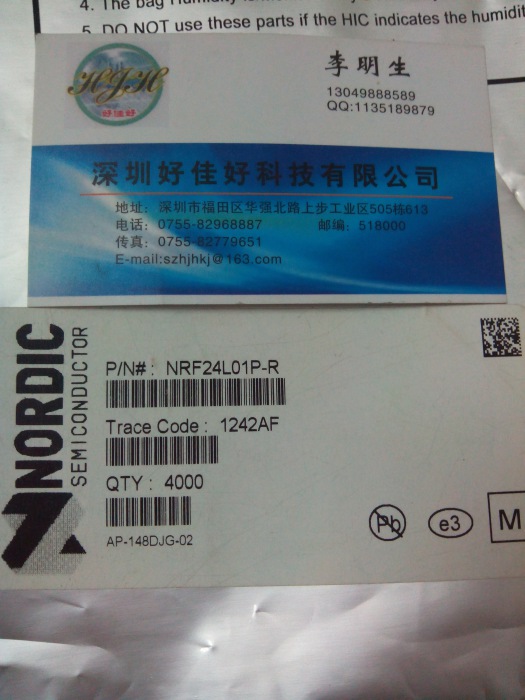 4. The bag
5. DO NOT use these parts if the HIC indicates the humidit
HJH
好佳好
李明生
13049888589
QQ:1135189879
深圳好佳好科技有限公司
地址：深圳市福田区华强北路上步工业区505栋613
电话：0755-82968887 邮编：518000
传真：0755-82779651
E-mail:szhjhkj@163.com
NORDIC
SEMICONDUCTOR
P/N# : NRF24L01P-R
Trace Code : 1242AF
QTY : 4000
AP-148DJG-02
Pb
e3
M